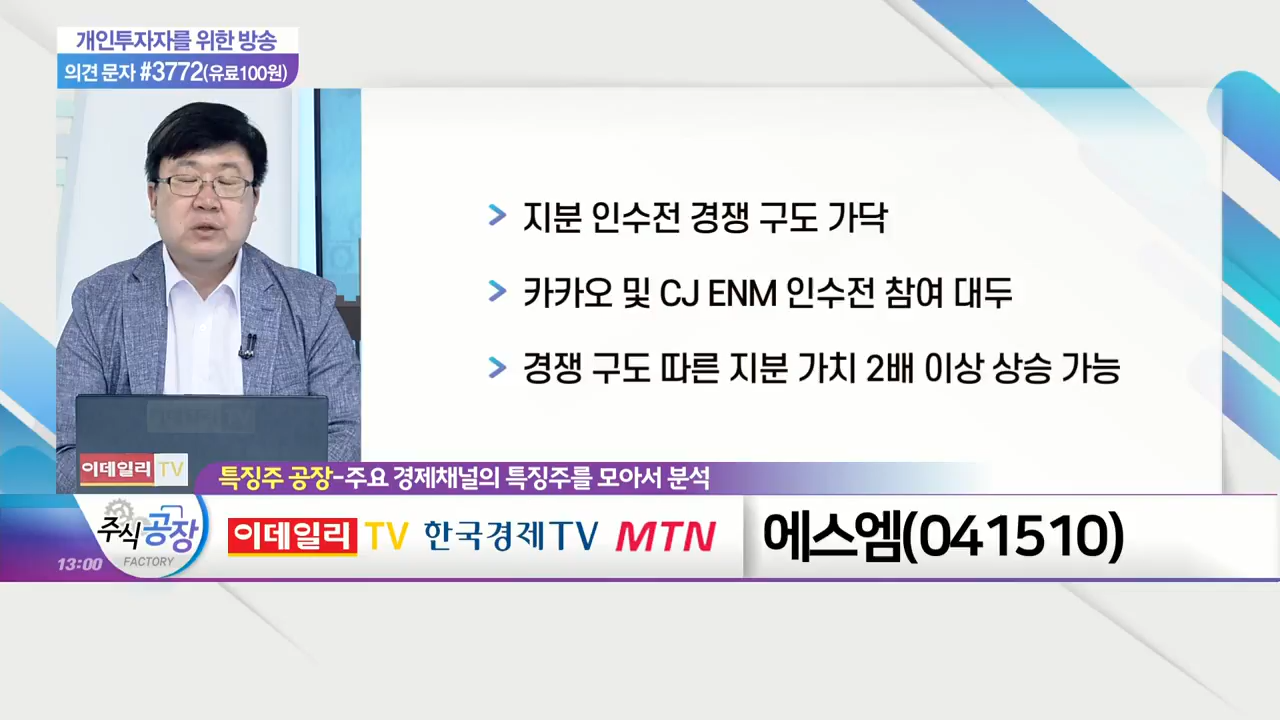 개인투자자를 위한 방송
의견 문자 #3772(유료100원)
> 지분 인수전 경쟁 구도 가닥
> 카카오 및 CJ ENM 인수전 참여 대두
> 경쟁 구도 따른 지분 가치 2배 이상 상승 가능
이데일리 TV
특징주 공장-주요 경제채널의 특징주를 모아서 분석
주식공장
FACTORY
13:00
이데일리 TV 한국경제TV MTN
에스엠(041510)